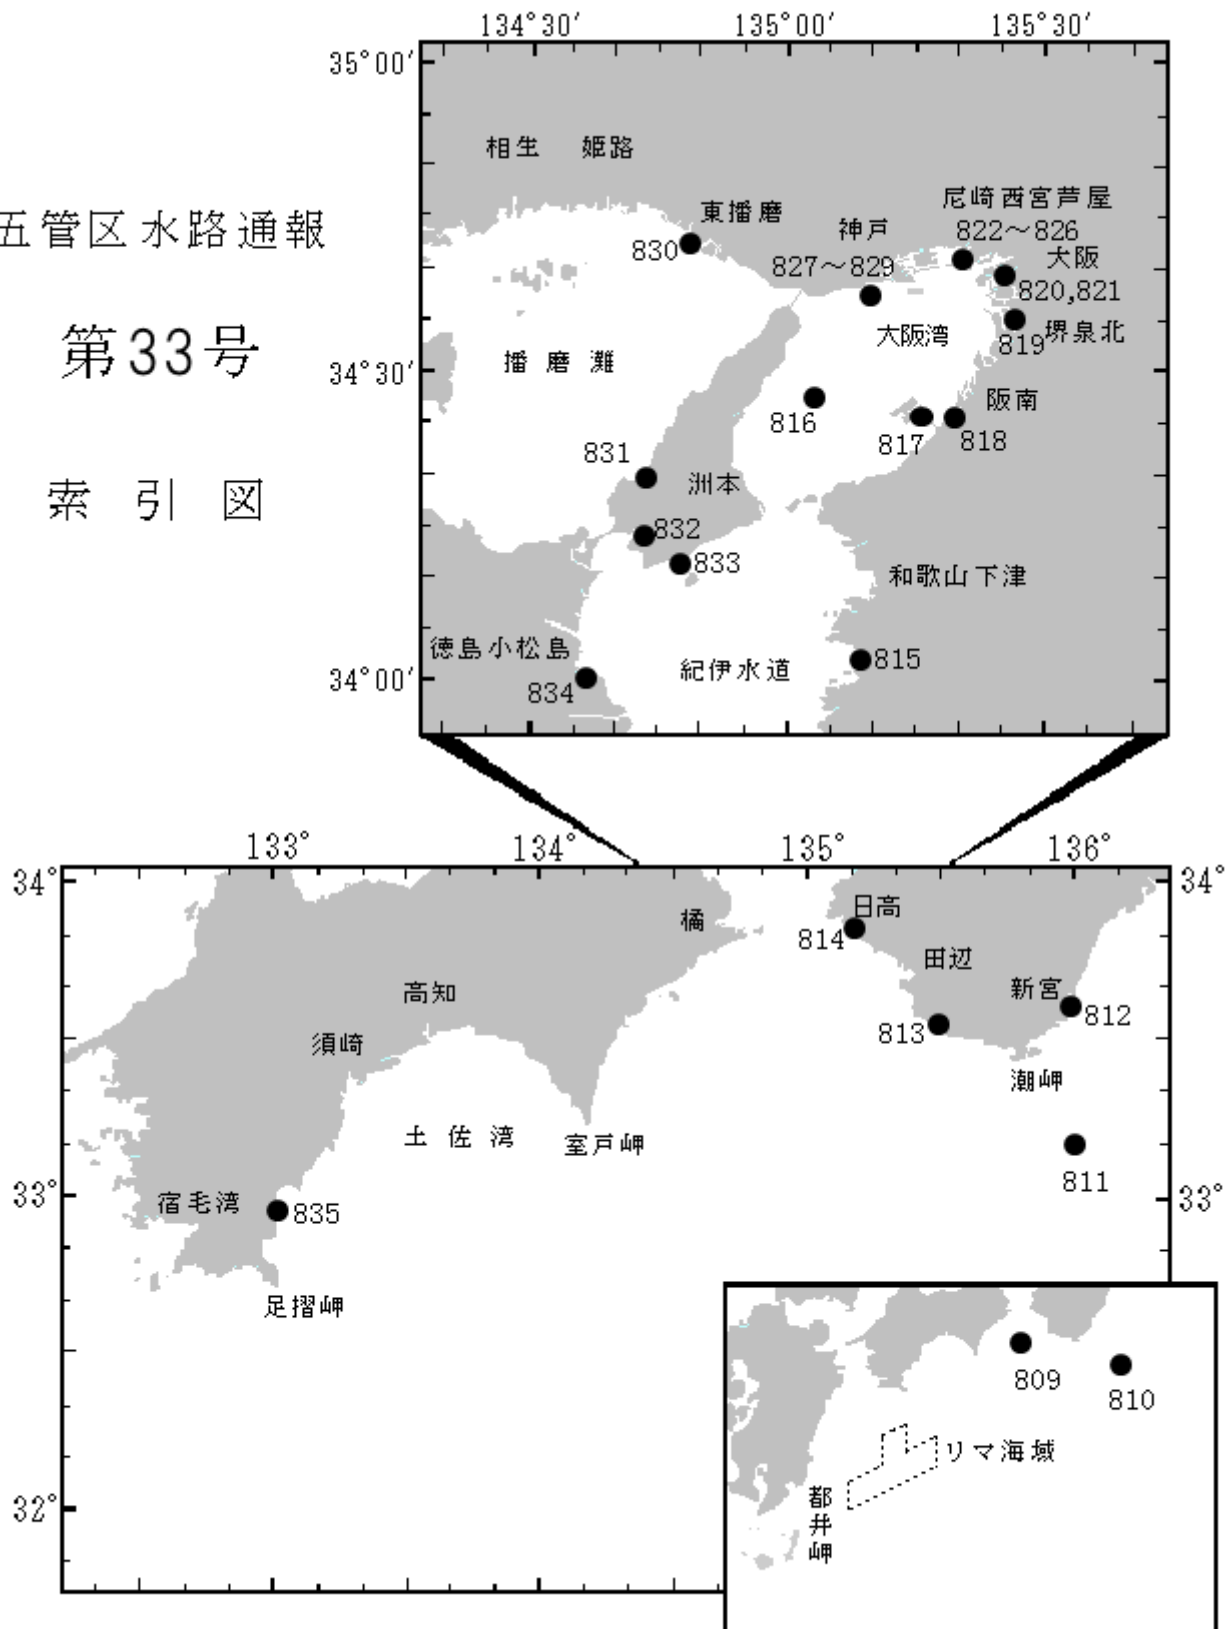 134°30′ 135°00′ 135°30′
35°00′
相生 姫路
五管区水路通報
東播磨
830
神戸
827～829
尼崎西宮芦屋
822～826
大阪
820,821
第33号
大阪湾
819 堺泉北
播磨灘
34°30′
阪南
816
817
818
831
洲本
索引図
832
833
和歌山下津
徳島小松島
紀伊水道
815
34°00′
834
133° 134° 135° 136°
34° 34°
橘
日高
814
田辺
高知
新宮
812
須崎
813
潮岬
土佐湾
室戸岬
811
33° 33°
宿毛湾
835
足摺岬
809
810
リマ海域
都井岬
32°